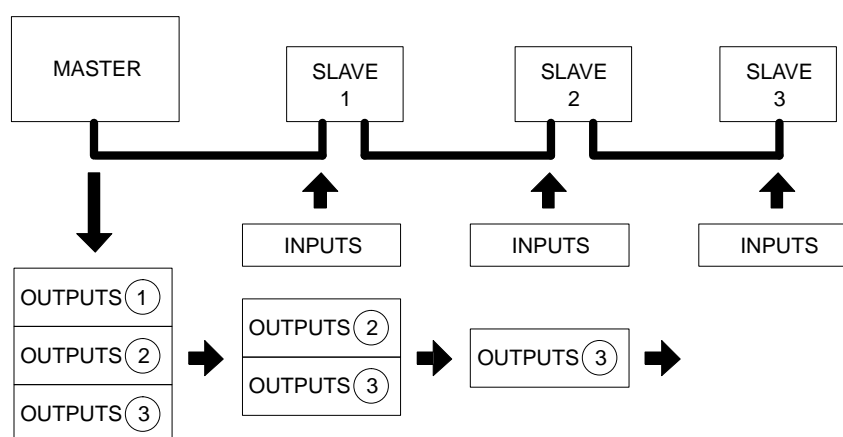 MASTER
SLAVE
1
SLAVE
2
SLAVE
3
INPUTS
INPUTS
INPUTS
OUTPUTS 1
OUTPUTS 2
OUTPUTS 3
OUTPUTS 2
OUTPUTS 3
OUTPUTS 3